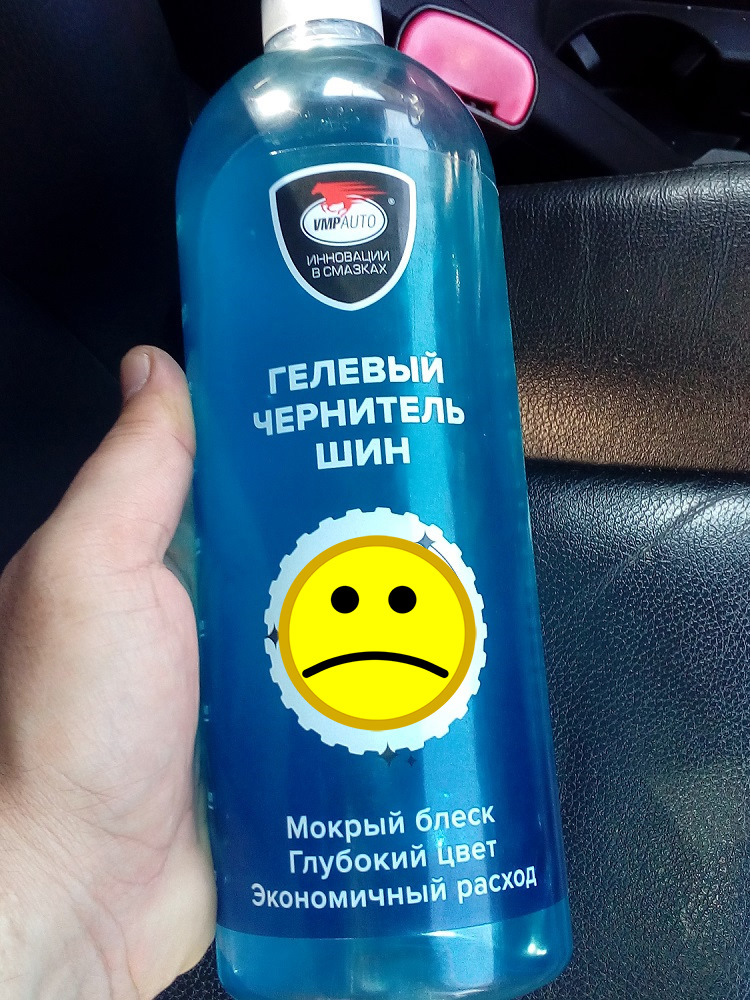 VMPAUTO
ИННОВАЦИИ
В СМАЗКАХ
ГЕЛЕВЫЙ
ЧЕРНИТЕЛЬ
ШИН
Мокрый блеск
Глубокий цвет
Экономичный расход